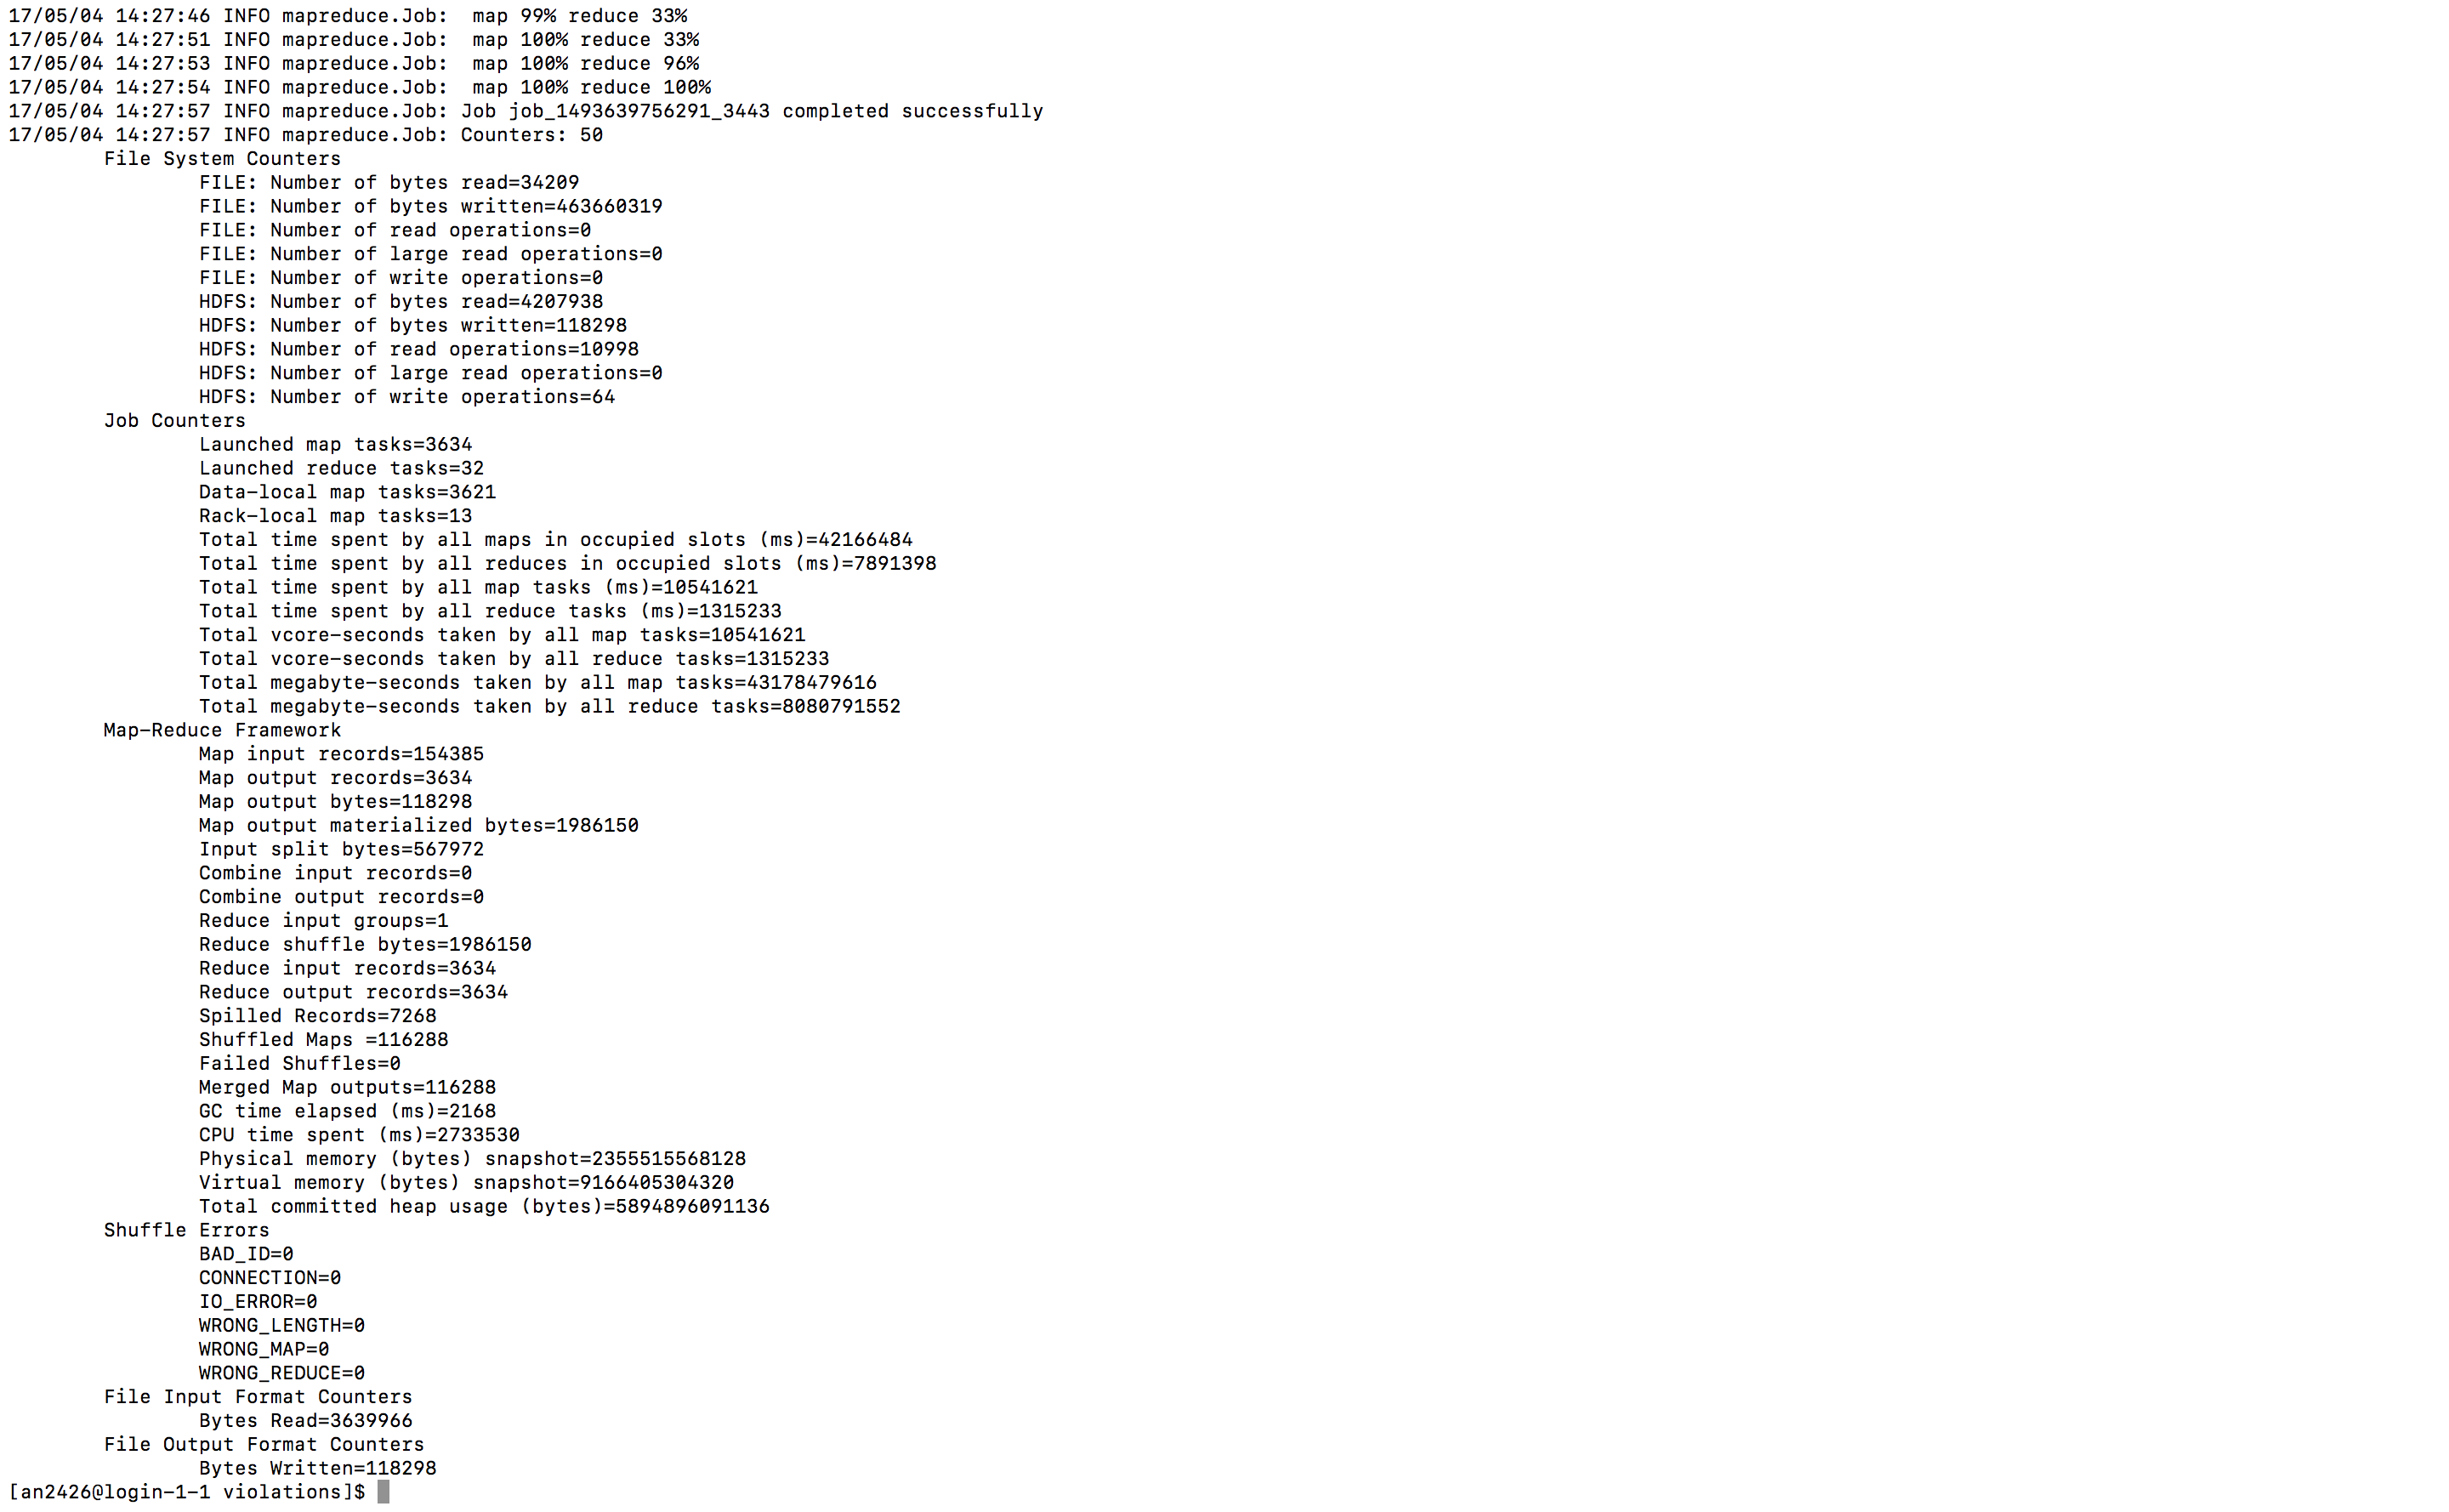 17/05/04 14:27:46 INFO mapreduce.Job:  map 99% reduce 33%
17/05/04 14:27:51 INFO mapreduce.Job:  map 100% reduce 33%
17/05/04 14:27:53 INFO mapreduce.Job:  map 100% reduce 96%
17/05/04 14:27:54 INFO mapreduce.Job:  map 100% reduce 100%
17/05/04 14:27:57 INFO mapreduce.Job: Job job_1493639756291_3443 completed successfully
17/05/04 14:27:57 INFO mapreduce.Job: Counters: 50
File System Counters
FILE: Number of bytes read=34209
FILE: Number of bytes written=463660319
FILE: Number of read operations=0
FILE: Number of large read operations=0
FILE: Number of write operations=0
HDFS: Number of bytes read=4207938
HDFS: Number of bytes written=118298
HDFS: Number of read operations=10998
HDFS: Number of large read operations=0
HDFS: Number of write operations=64
Job Counters
Launched map tasks=3634
Launched reduce tasks=32
Data-local map tasks=3621
Rack-local map tasks=13
Total time spent by all maps in occupied slots (ms)=42166484
Total time spent by all reduces in occupied slots (ms)=7891398
Total time spent by all map tasks (ms)=10541621
Total time spent by all reduce tasks (ms)=1315233
Total vcore-seconds taken by all map tasks=10541621
Total vcore-seconds taken by all reduce tasks=1315233
Total megabyte-seconds taken by all map tasks=43178479616
Total megabyte-seconds taken by all reduce tasks=8080791552
Map-Reduce Framework
Map input records=154385
Map output records=3634
Map output bytes=118298
Map output materialized bytes=1986150
Input split bytes=567972
Combine input records=0
Combine output records=0
Reduce input groups=1
Reduce shuffle bytes=1986150
Reduce input records=3634
Reduce output records=3634
Spilled Records=7268
Shuffled Maps =116288
Failed Shuffles=0
Merged Map outputs=116288
GC time elapsed (ms)=2168
CPU time spent (ms)=2733530
Physical memory (bytes) snapshot=2355515568128
Virtual memory (bytes) snapshot=9166405304320
Total committed heap usage (bytes)=5894896091136
Shuffle Errors
BAD_ID=0
CONNECTION=0
IO_ERROR=0
WRONG_LENGTH=0
WRONG_MAP=0
WRONG_REDUCE=0
File Input Format Counters
Bytes Read=3639966
File Output Format Counters
Bytes Written=118298
[an2426@login-1-1 violations]$